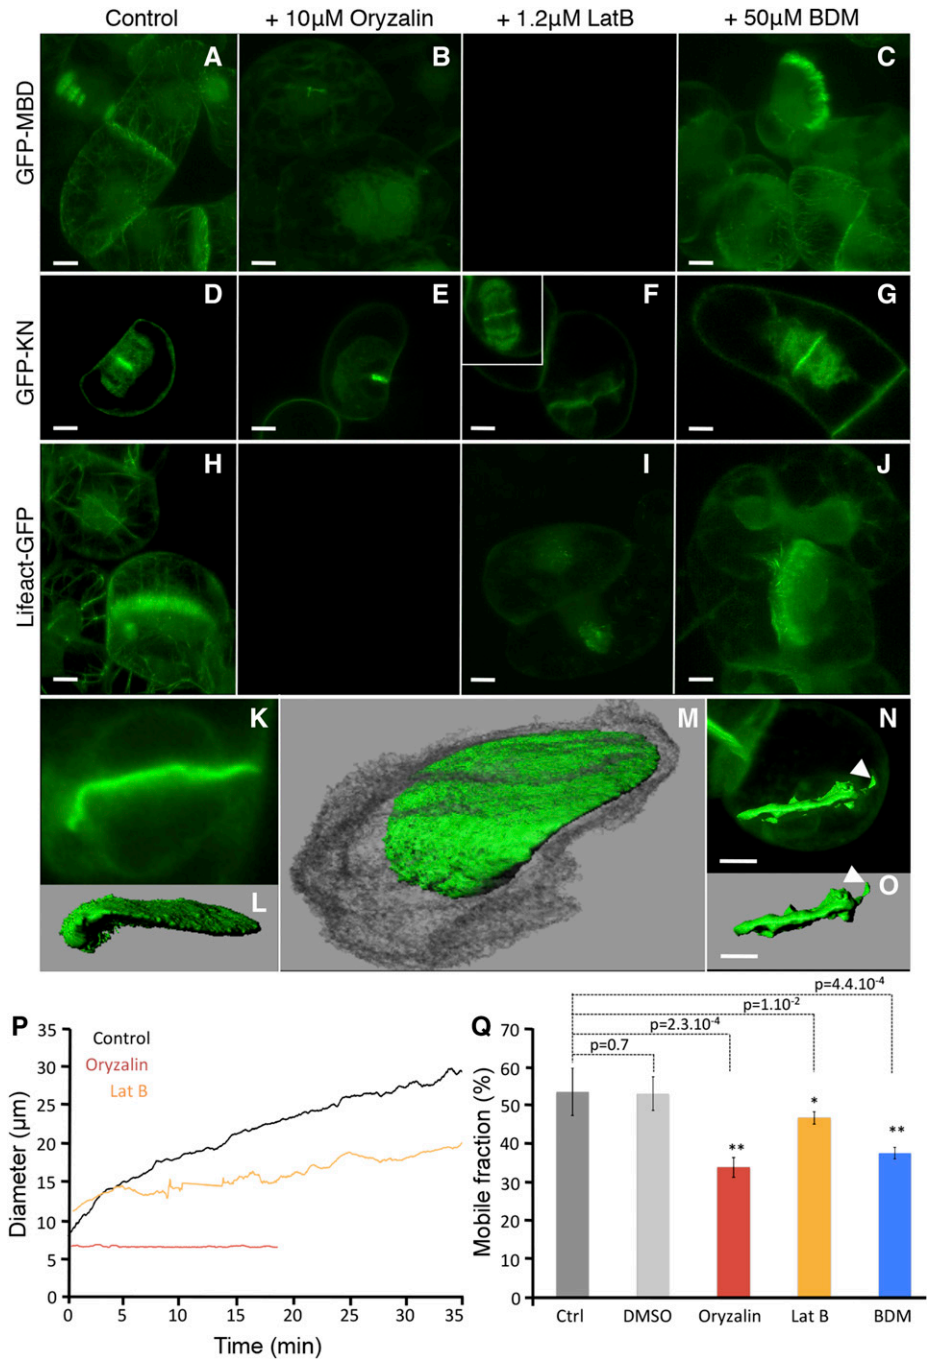 Control + 10μM Oryzalin + 1.2μM LatB + 50μM BDM
GFP-MBD
A B C
GFP-KN
D E F G
Lifeact-GFP
H I J
K M N
L O
P
35
30
25
20
15
10
5
0
Diameter (μm)
Control
Oryzalin
Lat B
0 5 10 15 20 25 30 35
Time (min)
Q
70
60
50
40
30
20
10
0
Mobile fraction (%)
p=4.4.10-4
p=1.10-2
p=2.3.10-4
p=0.7
** * **
Ctrl DMSO Oryzalin Lat B BDM